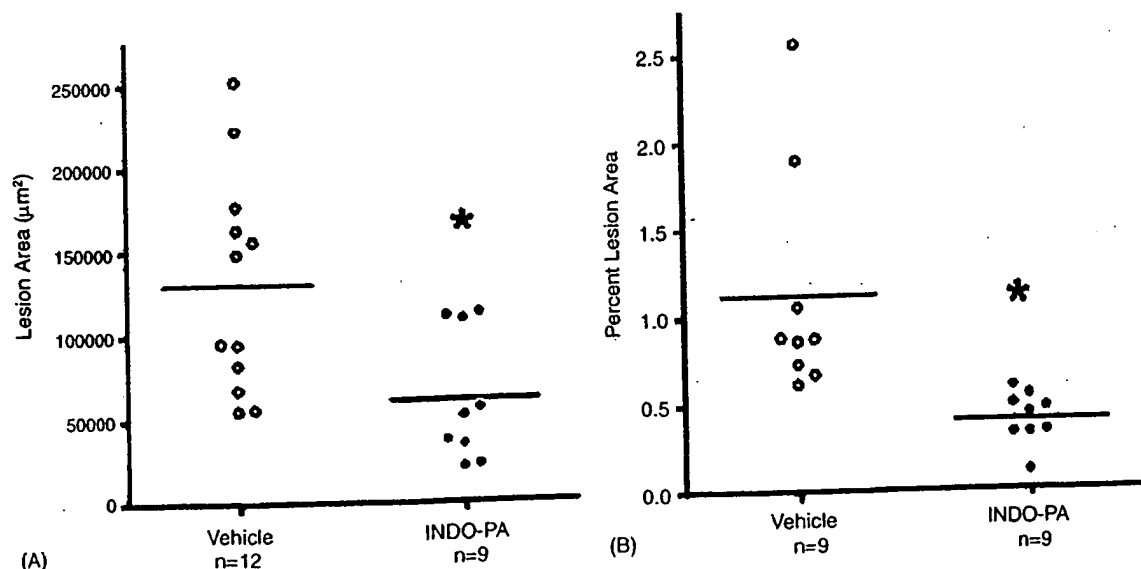 Lesion Area (µm²)
250000
200000
150000
100000
50000
0
*
Vehicle
n=12
INDO-PA
n=9
(A)
Percent Lesion Area
2.5
2.0
1.5
1.0
0.5
0.0
*
Vehicle
n=9
INDO-PA
n=9
(B)